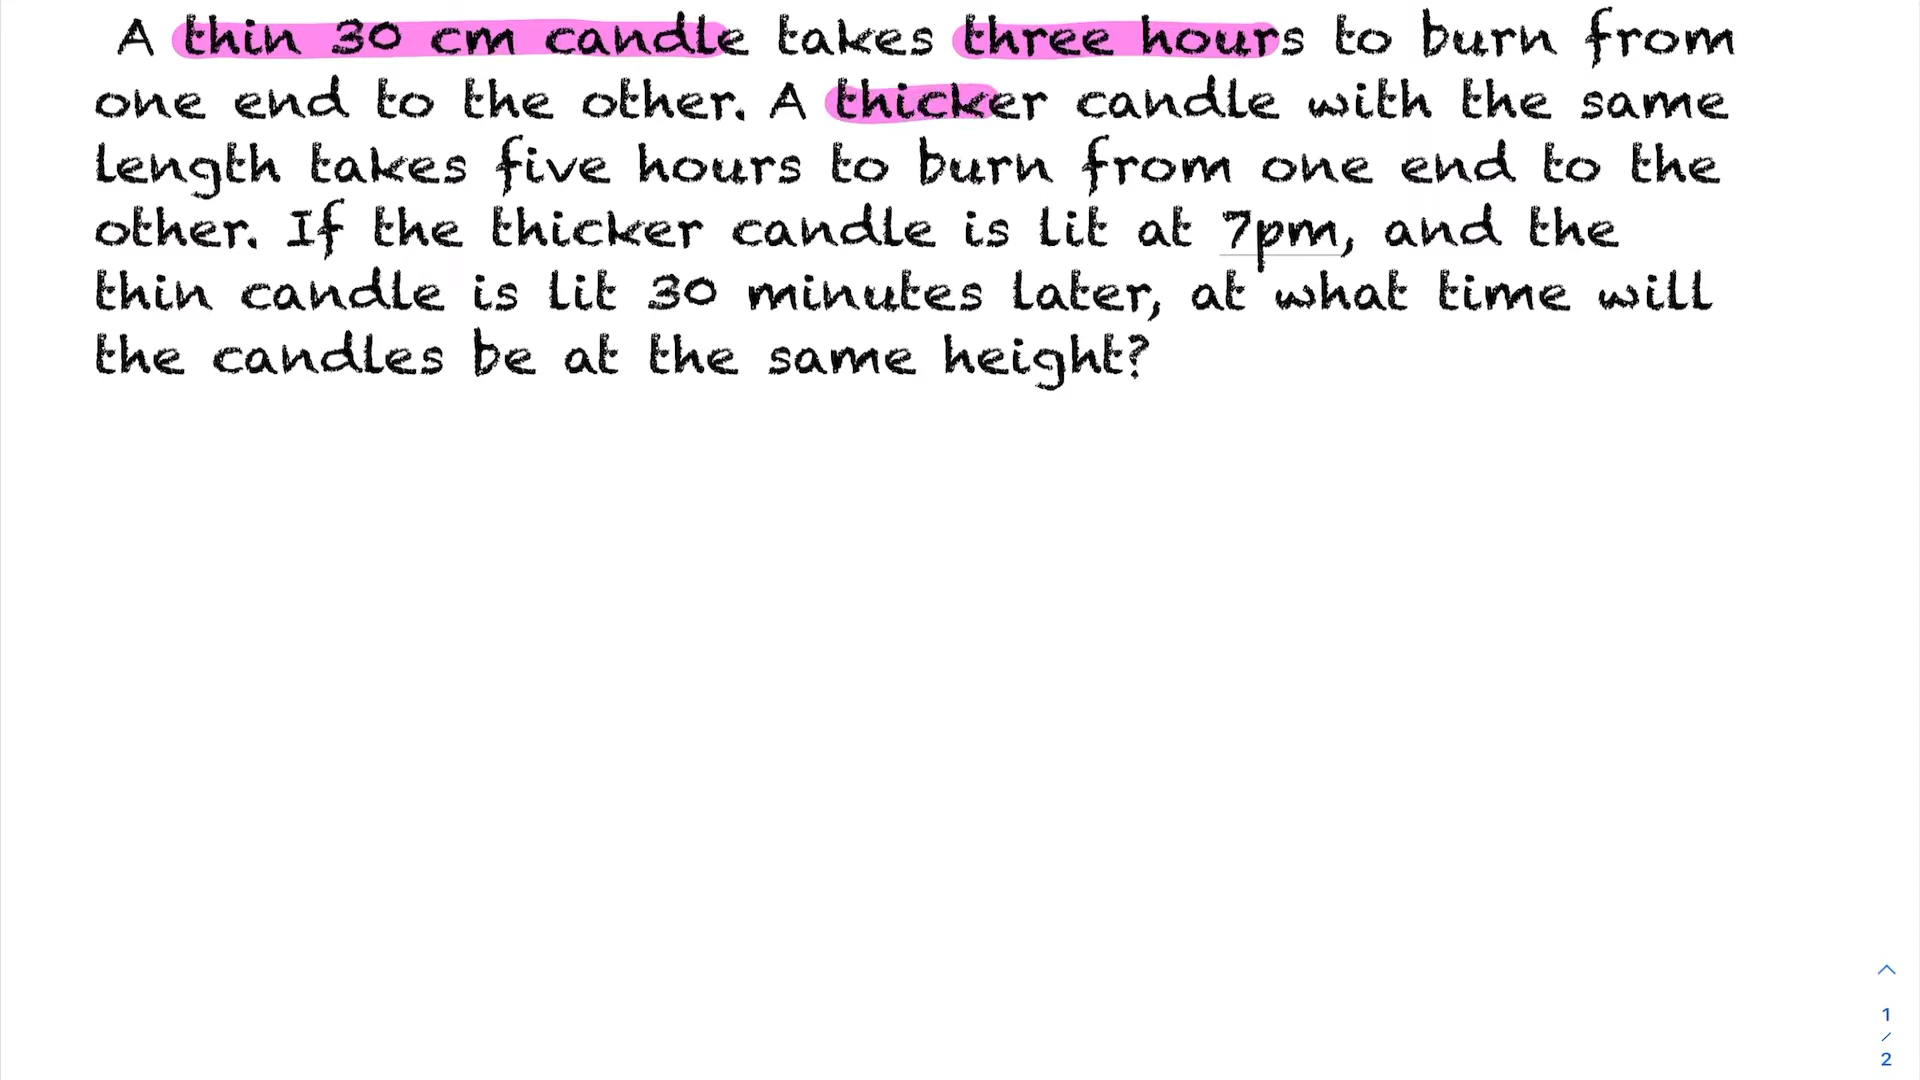 A thin 30 cm candle takes three hours to burn from
one end to the other. A thicker candle with the same
length takes five hours to burn from one end to the
other. If the thicker candle is lit at 7pm, and the
thin candle is lit 30 minutes later, at what time will
the candles be at the same height?
1
/
2